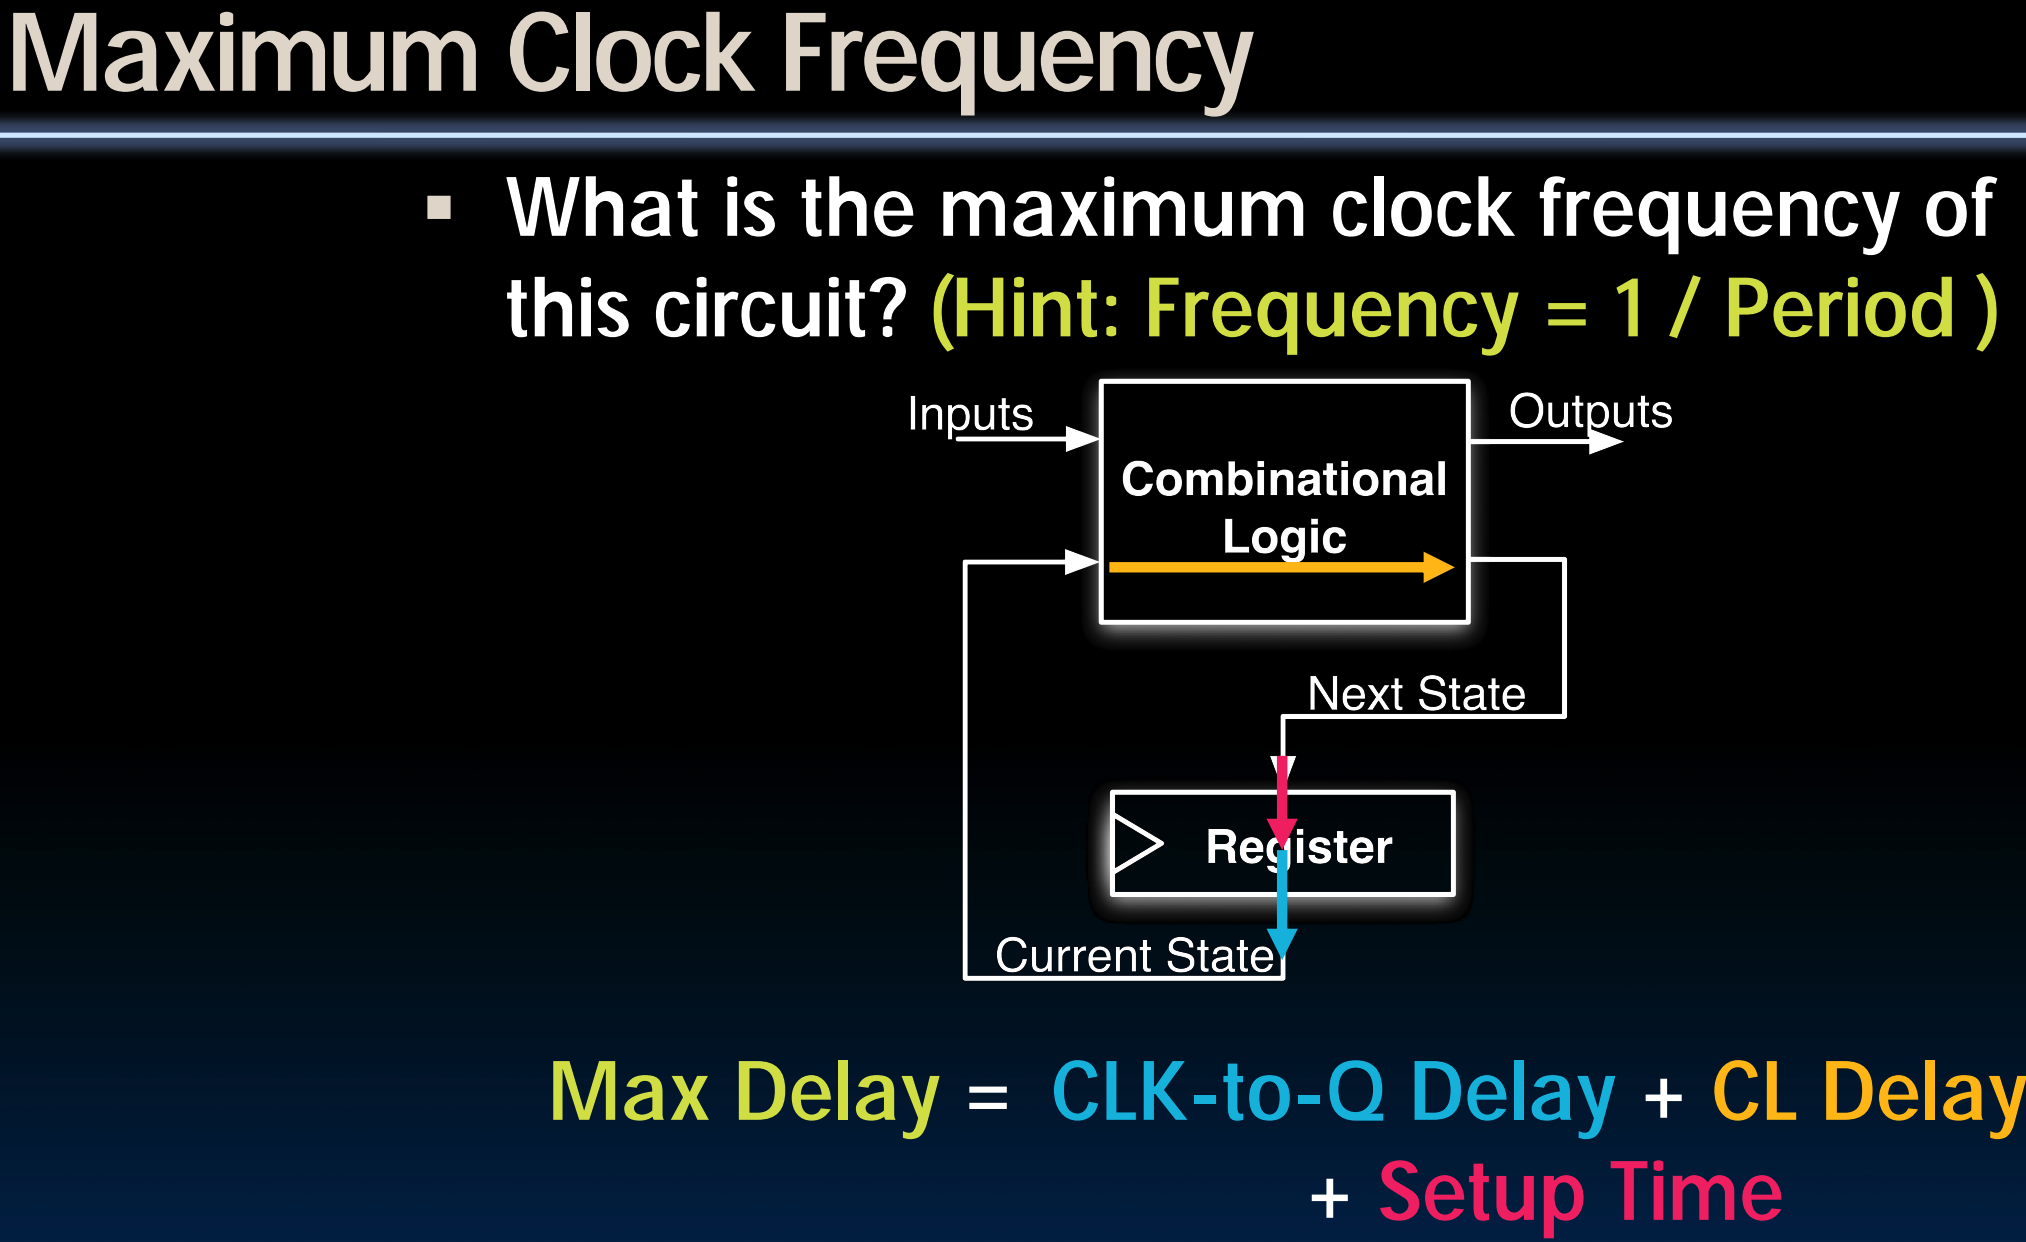 Maximum Clock Frequency
▪ What is the maximum clock frequency of
this circuit? (Hint: Frequency = 1 / Period )
Inputs
Outputs
Combinational
Logic
Next State
Register
Current State
Max Delay = CLK-to-Q Delay + CL Delay
+ Setup Time